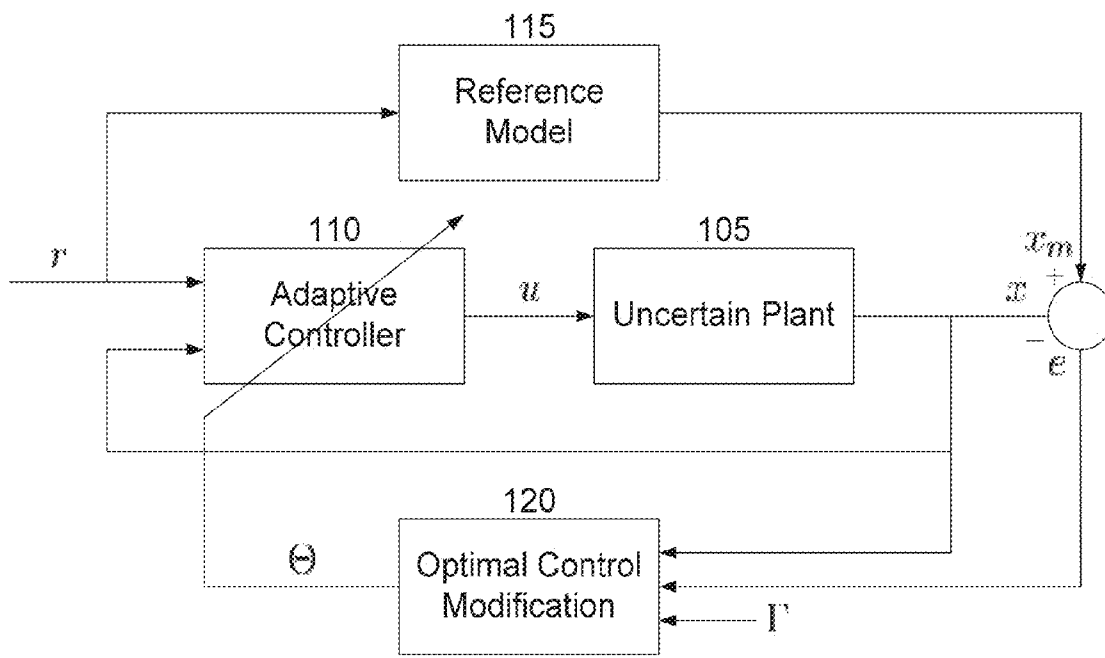 115
Reference
Model
110
105
r
x_m
+
Adaptive
Controller
u
Uncertain Plant
x
−
e
120
Θ
Optimal Control
Modification
Γ